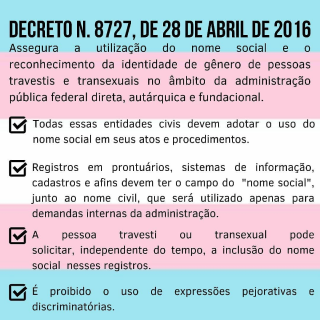 DECRETO N. 8727, DE 28 DE ABRIL DE 2016
Assegura a utilização do nome social e o
reconhecimento da identidade de gênero de pessoas
travestis e transexuais no âmbito da administração
pública federal direta, autárquica e fundacional.
Todas essas entidades civis devem adotar o uso do
nome social em seus atos e procedimentos.
Registros em prontuários, sistemas de informação,
cadastros e afins devem ter o campo do "nome social",
junto ao nome civil, que será utilizado apenas para
demandas internas da administração.
A pessoa travesti ou transexual pode
solicitar, independente do tempo, a inclusão do nome
social nesses registros.
É proibido o uso de expressões pejorativas e
discriminatórias.